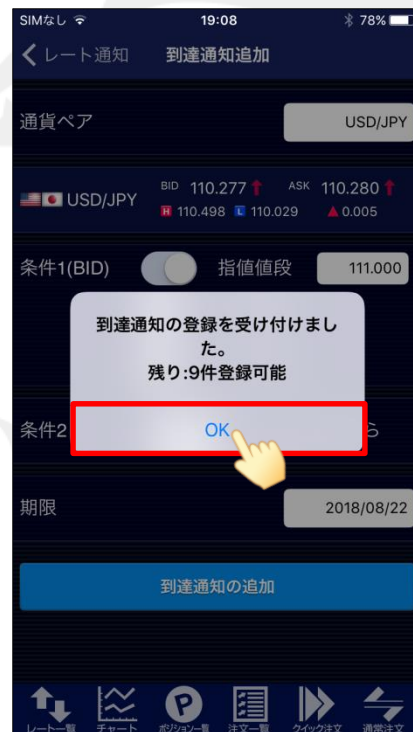 SIMなし 19:08 78%
レート通知 到達通知追加
通貨ペア USD/JPY
USD/JPY BID 110.277 ASK 110.280
H 110.498 L 110.029 ▲0.005
条件1(BID) 指値値段 111.000
到達通知の登録を受け付けまし
た。
残り:9件登録可能
条件2 OK ら
期限 2018/08/22
到達通知の追加
レート一覧 チャート ポジション一覧 注文一覧 クイック注文 通常注文